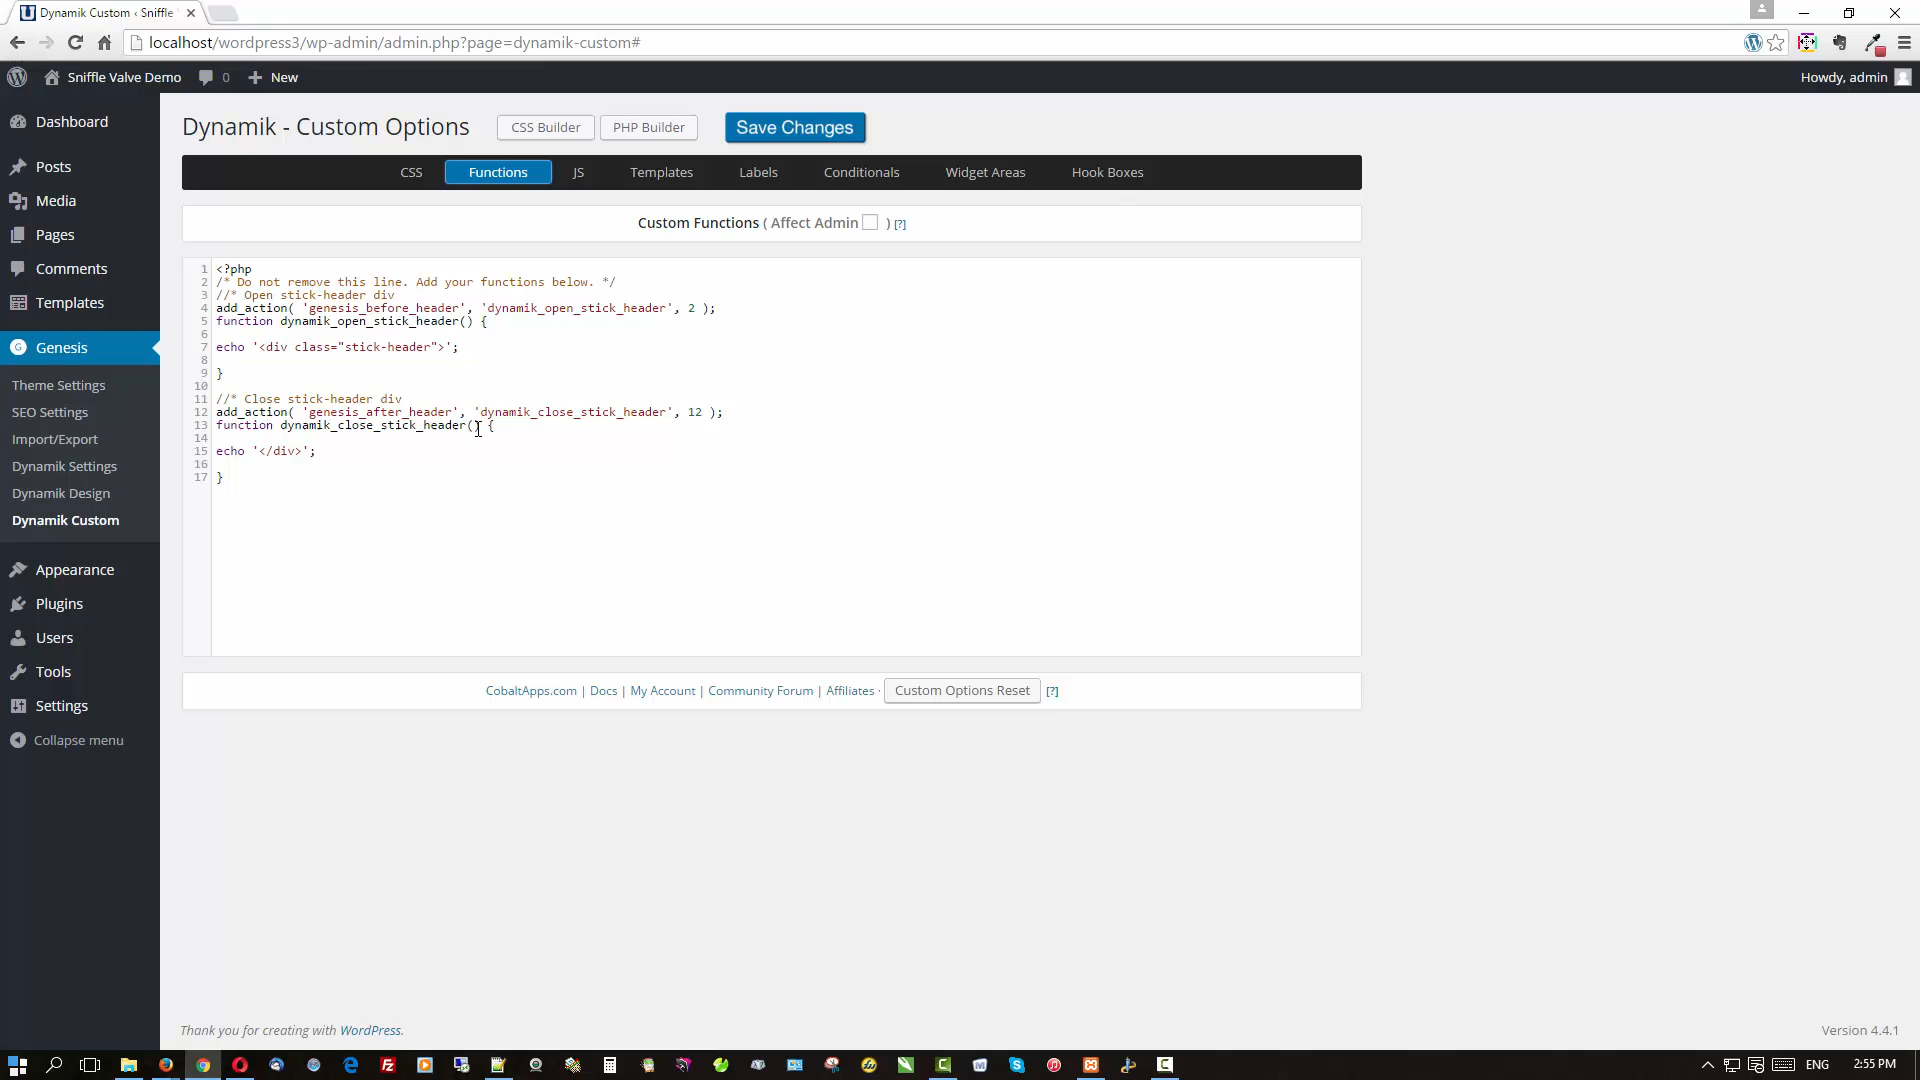 Dynamik Custom ‹ Sniffle
localhost/wordpress3/wp-admin/admin.php?page=dynamik-custom#
Sniffle Valve Demo 0 New Howdy, admin
Dashboard
Posts
Media
Pages
Comments
Templates
Genesis
Theme Settings
SEO Settings
Import/Export
Dynamik Settings
Dynamik Design
Dynamik Custom
Appearance
Plugins
Users
Tools
Settings
Collapse menu
Dynamik - Custom Options CSS Builder PHP Builder Save Changes
CSS Functions JS Templates Labels Conditionals Widget Areas Hook Boxes
Custom Functions ( Affect Admin ) [?]
1 <?php
2 /* Do not remove this line. Add your functions below. */
3 //* Open stick-header div
4 add_action( 'genesis_before_header', 'dynamik_open_stick_header', 2 );
5 function dynamik_open_stick_header() {
6
7 echo '<div class="stick-header">';
8
9 }
10
11 //* Close stick-header div
12 add_action( 'genesis_after_header', 'dynamik_close_stick_header', 12 );
13 function dynamik_close_stick_header() {
14
15 echo '</div>';
16
17 }
CobaltApps.com | Docs | My Account | Community Forum | Affiliates · Custom Options Reset [?]
Thank you for creating with WordPress. Version 4.4.1
ENG 2:55 PM